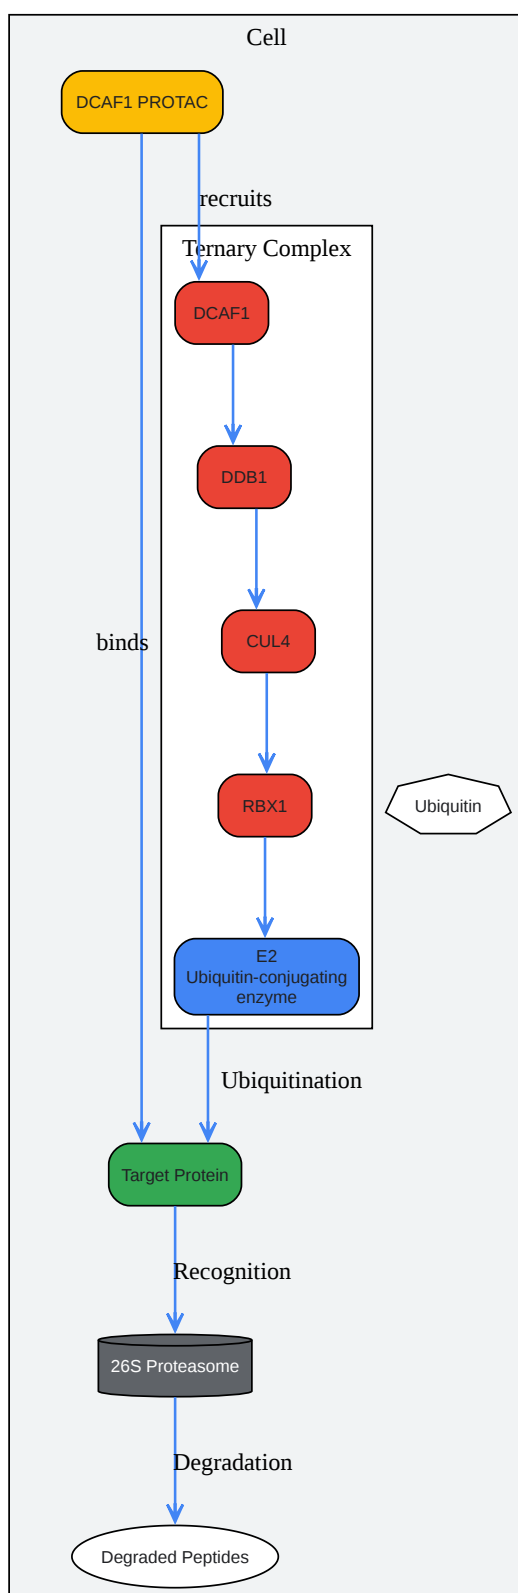 Cell
DCAF1 PROTAC
recruits
Ternary Complex
DCAF1
DDB1
CUL4
binds
RBX1
Ubiquitin
E2
Ubiquitin-conjugating
enzyme
Ubiquitination
Target Protein
Recognition
26S Proteasome
Degradation
Degraded Peptides